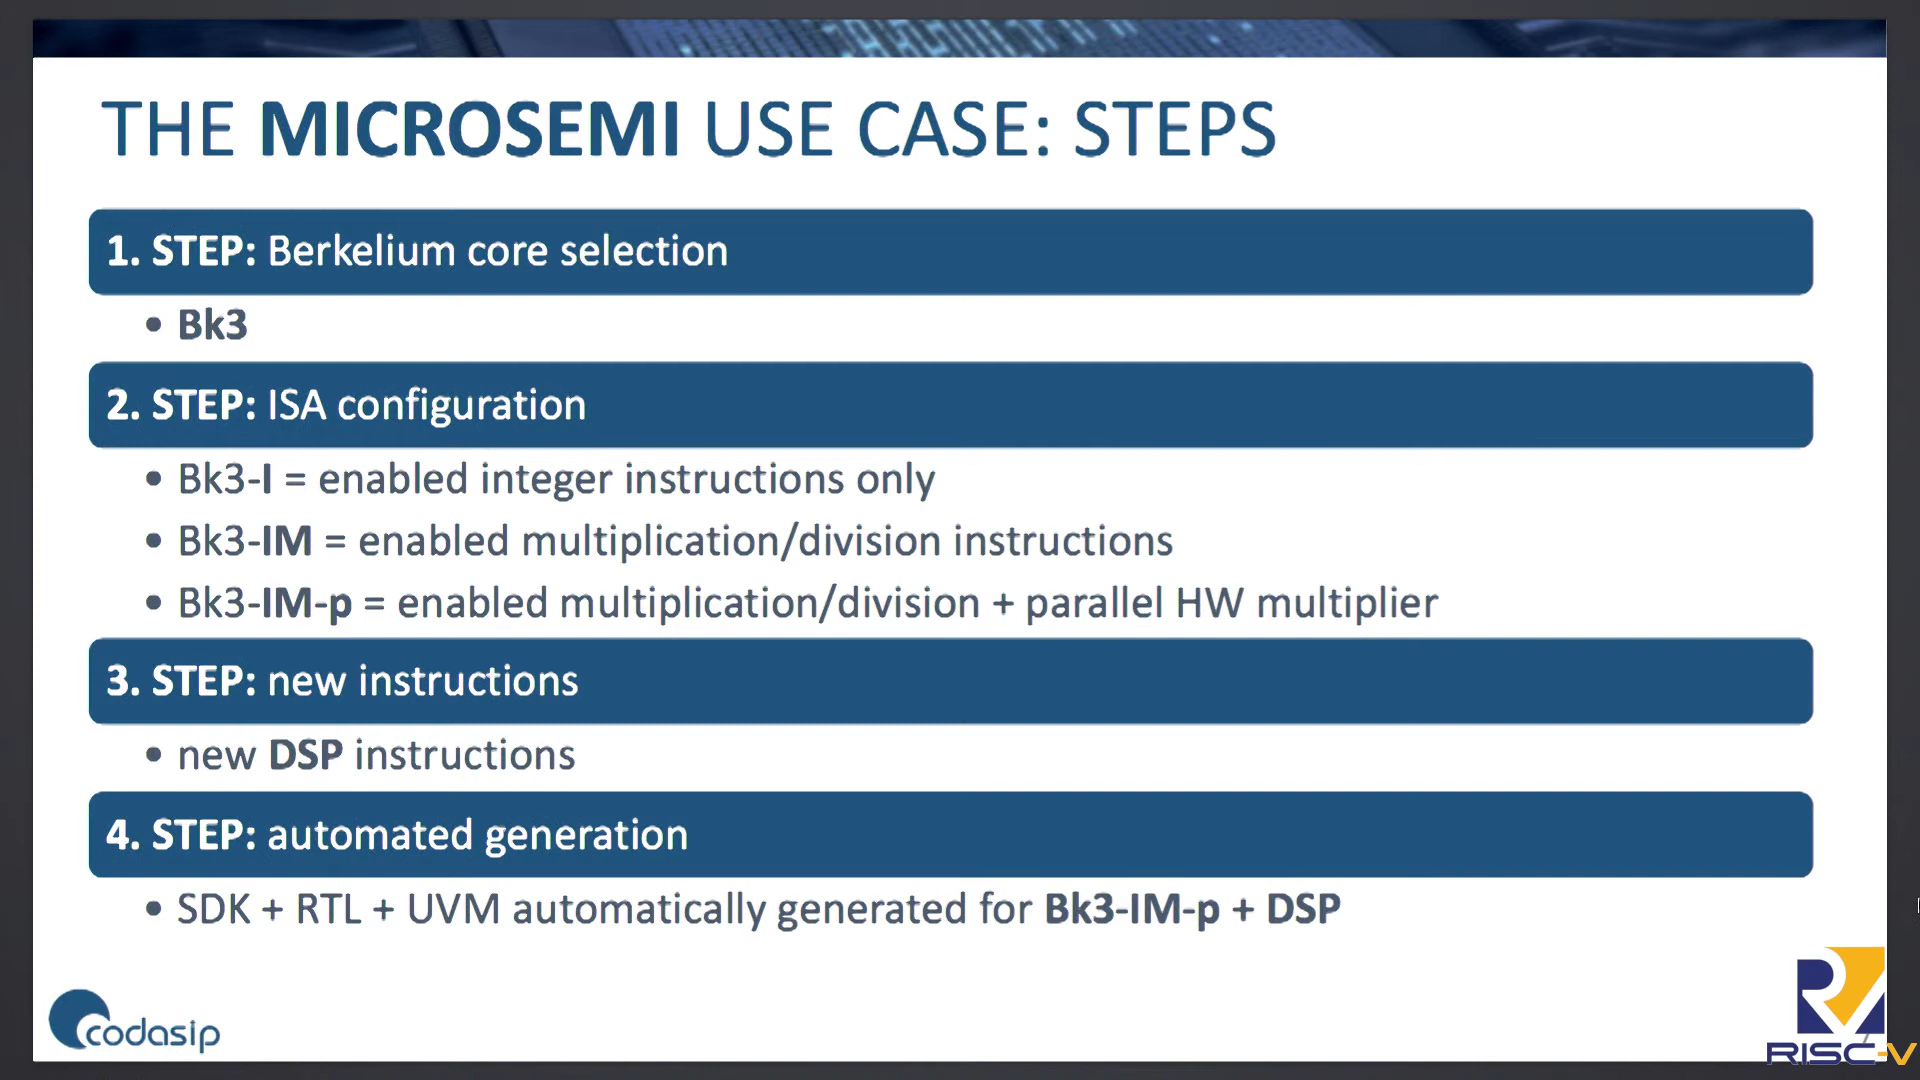 THE MICROSEMI USE CASE: STEPS
1. STEP: Berkelium core selection
• Bk3
2. STEP: ISA configuration
• Bk3-I = enabled integer instructions only
• Bk3-IM = enabled multiplication/division instructions
• Bk3-IM-p = enabled multiplication/division + parallel HW multiplier
3. STEP: new instructions
• new DSP instructions
4. STEP: automated generation
• SDK + RTL + UVM automatically generated for Bk3-IM-p + DSP
codasip
RISC-V